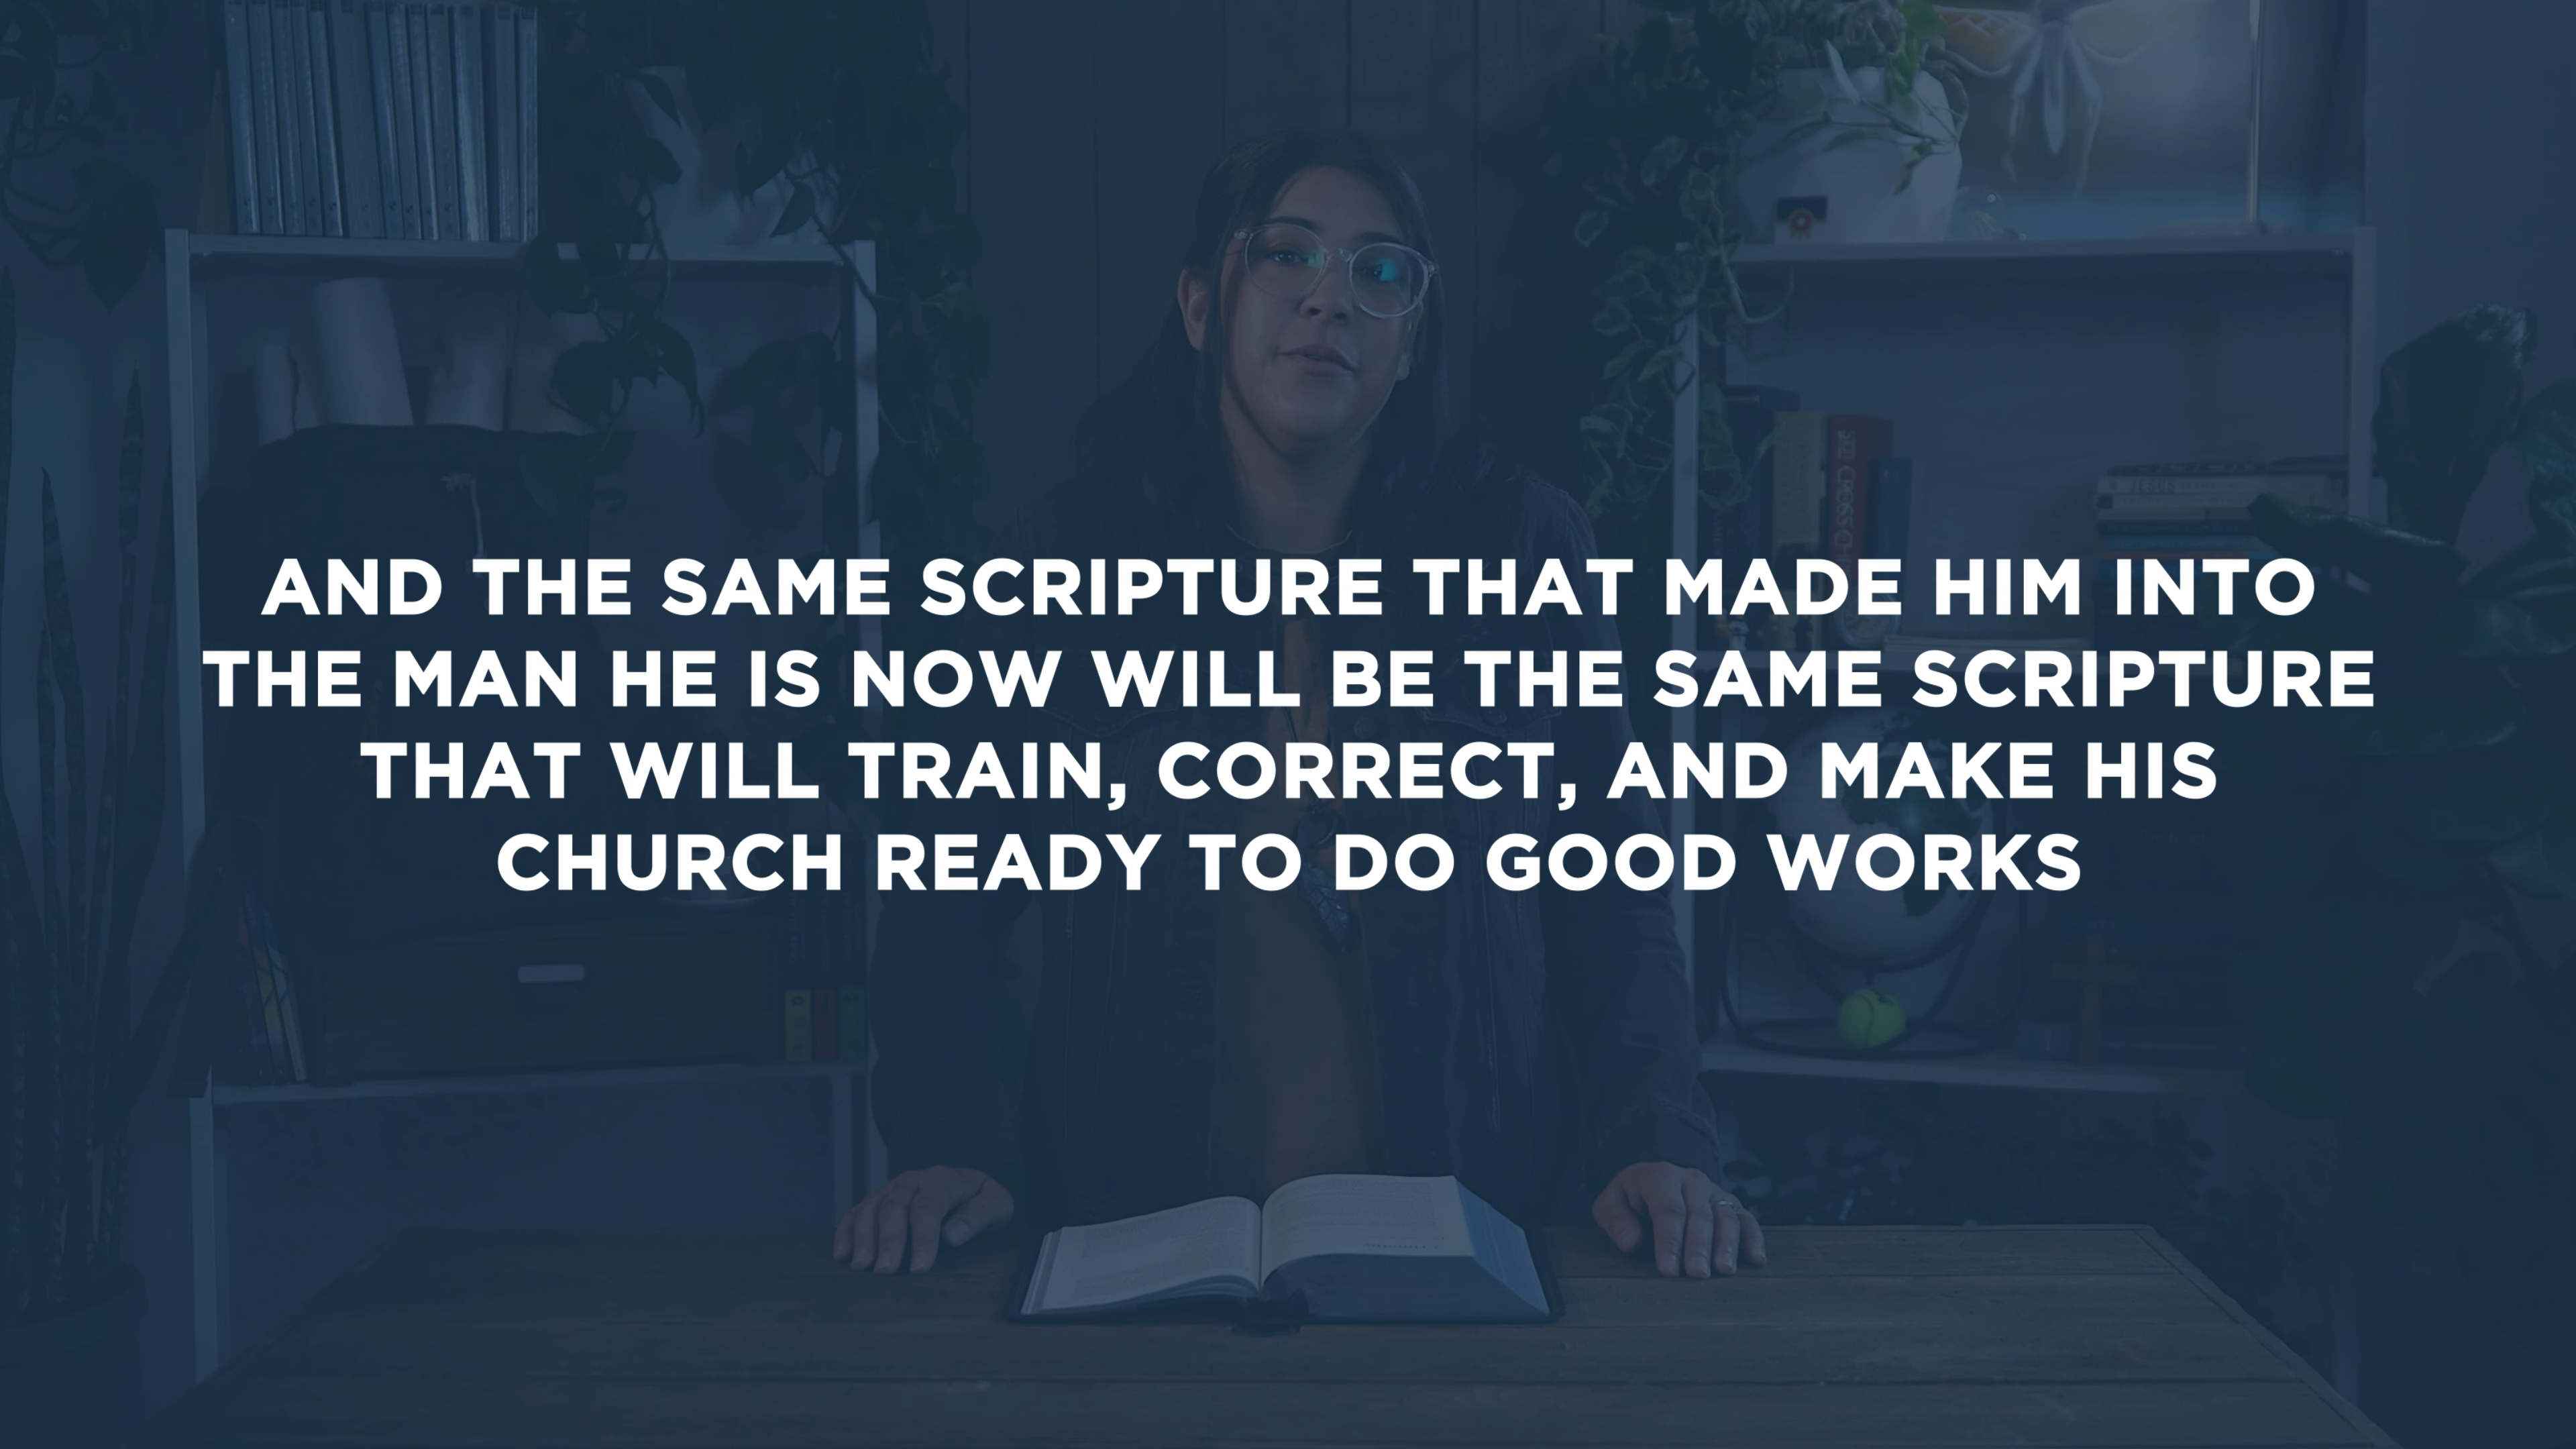 AND THE SAME SCRIPTURE THAT MADE HIM INTO
THE MAN HE IS NOW WILL BE THE SAME SCRIPTURE
THAT WILL TRAIN, CORRECT, AND MAKE HIS
CHURCH READY TO DO GOOD WORKS